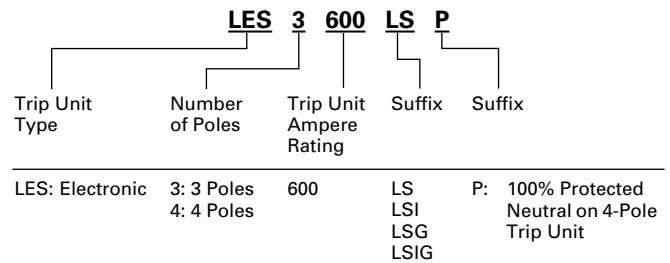 LES 3 600 LS P
Trip Unit Type
Number of Poles
Trip Unit Ampere Rating
Suffix
Suffix
LES: Electronic
3: 3 Poles
4: 4 Poles
600
LS
LSI
LSG
LSIG
P: 100% Protected
Neutral on 4-Pole
Trip Unit